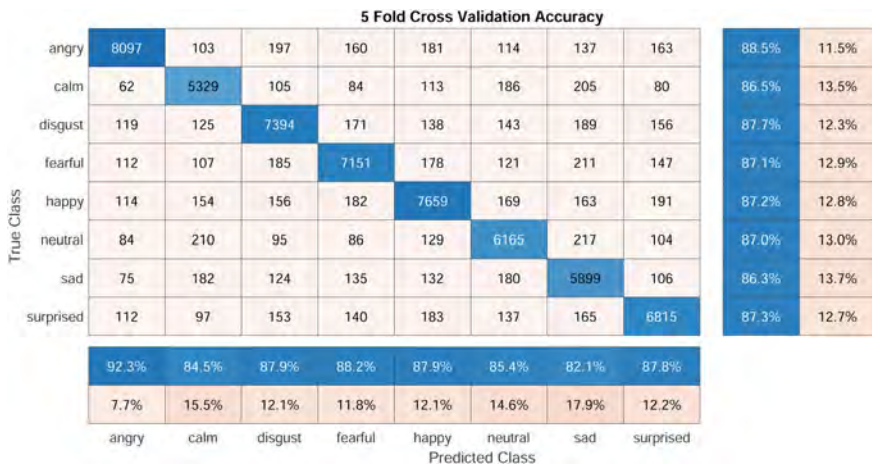 5 Fold Cross Validation Accuracy
angry 8097 103 197 160 181 114 137 163 88.5% 11.5%
calm 62 5329 105 84 113 186 205 80 86.5% 13.5%
disgust 119 125 7394 171 138 143 189 156 87.7% 12.3%
fearful 112 107 185 7151 178 121 211 147 87.1% 12.9%
happy 114 154 156 182 7659 169 163 191 87.2% 12.8%
neutral 84 210 95 86 129 6165 217 104 87.0% 13.0%
sad 75 182 124 135 132 180 5899 106 86.3% 13.7%
surprised 112 97 153 140 183 137 165 6815 87.3% 12.7%
True Class
92.3% 84.5% 87.9% 88.2% 87.9% 85.4% 82.1% 87.8%
7.7% 15.5% 12.1% 11.8% 12.1% 14.6% 17.9% 12.2%
angry calm disgust fearful happy neutral sad surprised
Predicted Class